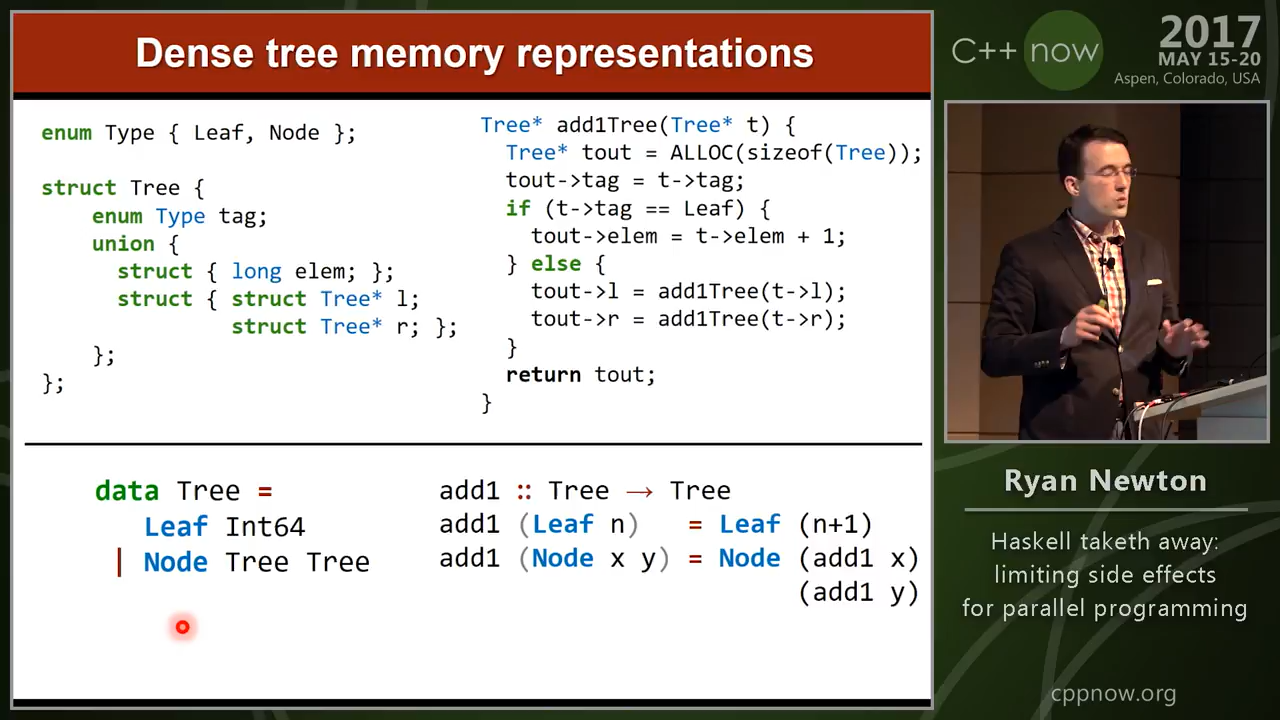 Dense tree memory representations
enum Type { Leaf, Node };
struct Tree {
enum Type tag;
union {
struct { long elem; };
struct { struct Tree* l;
struct Tree* r; };
};
};
Tree* add1Tree(Tree* t) {
Tree* tout = ALLOC(sizeof(Tree));
tout->tag = t->tag;
if (t->tag == Leaf) {
tout->elem = t->elem + 1;
} else {
tout->l = add1Tree(t->l);
tout->r = add1Tree(t->r);
}
return tout;
}
data Tree =
Leaf Int64
| Node Tree Tree
add1 :: Tree → Tree
add1 (Leaf n) = Leaf (n+1)
add1 (Node x y) = Node (add1 x)
(add1 y)
C++ now
2017
MAY 15-20
Aspen, Colorado, USA
Ryan Newton
Haskell taketh away:
limiting side effects
for parallel programming
cppnow.org